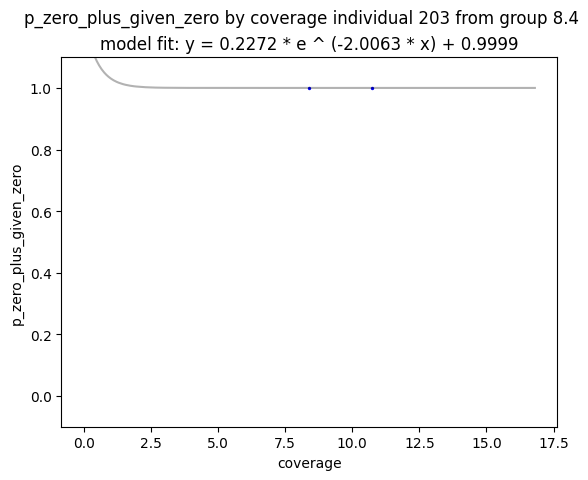 p_zero_plus_given_zero by coverage individual 203 from group 8.4
model fit: y = 0.2272 * e ^ (-2.0063 * x) + 0.9999
1.0
0.8
0.6
0.4
0.2
0.0
p_zero_plus_given_zero
0.0 2.5 5.0 7.5 10.0 12.5 15.0 17.5
coverage